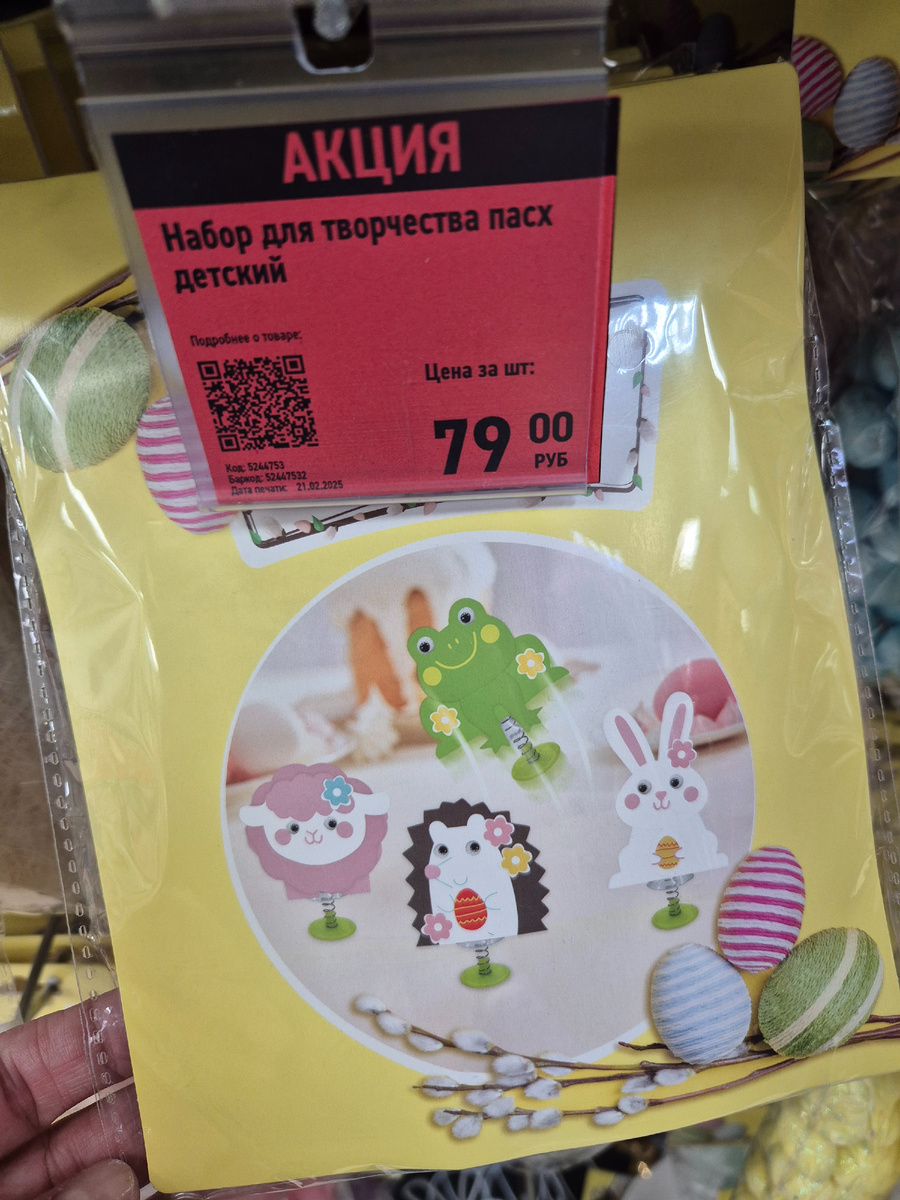 АКЦИЯ
Набор для творчества пасх
детский
Подробнее о товаре:
Цена за шт:
79 00
РУБ
Код: 5244753
Баркод: 52447532
Дата печати: 21.02.2025